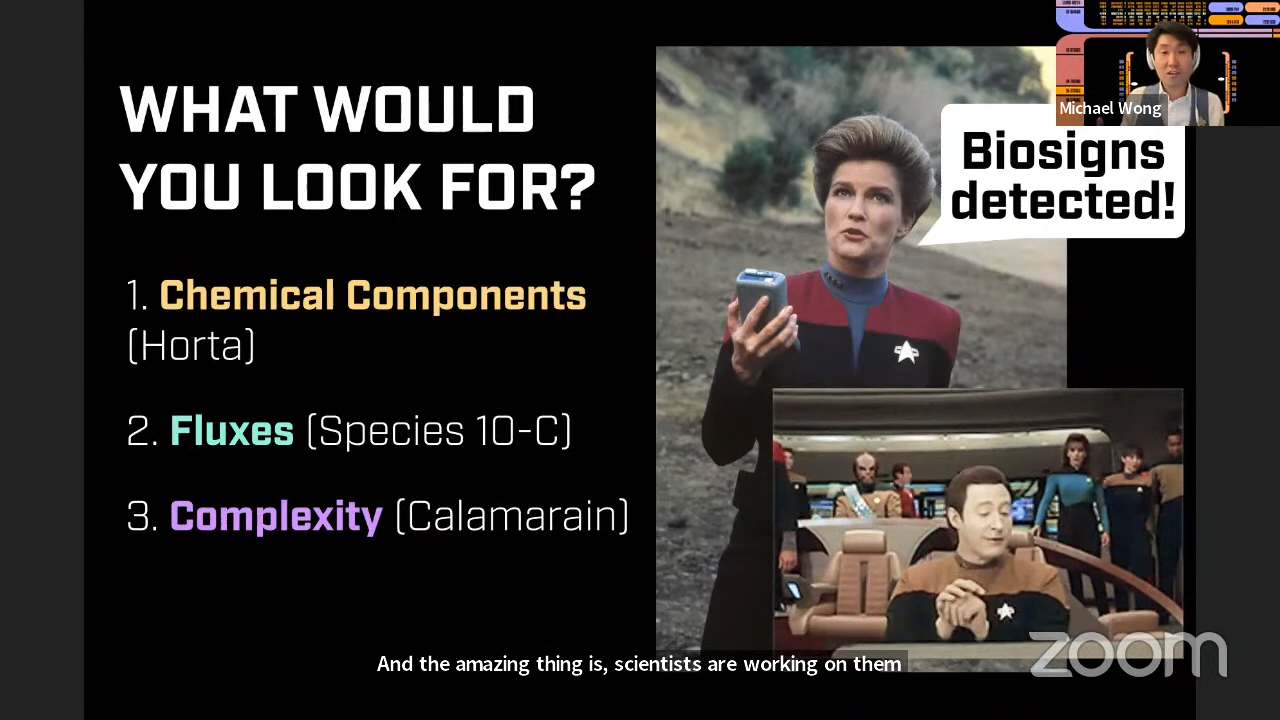 WHAT WOULD
YOU LOOK FOR?
1. Chemical Components
(Horta)
2. Fluxes (Species 10-C)
3. Complexity (Calamarain)
Michael Wong
Biosigns
detected!
And the amazing thing is, scientists are working on them
zoom